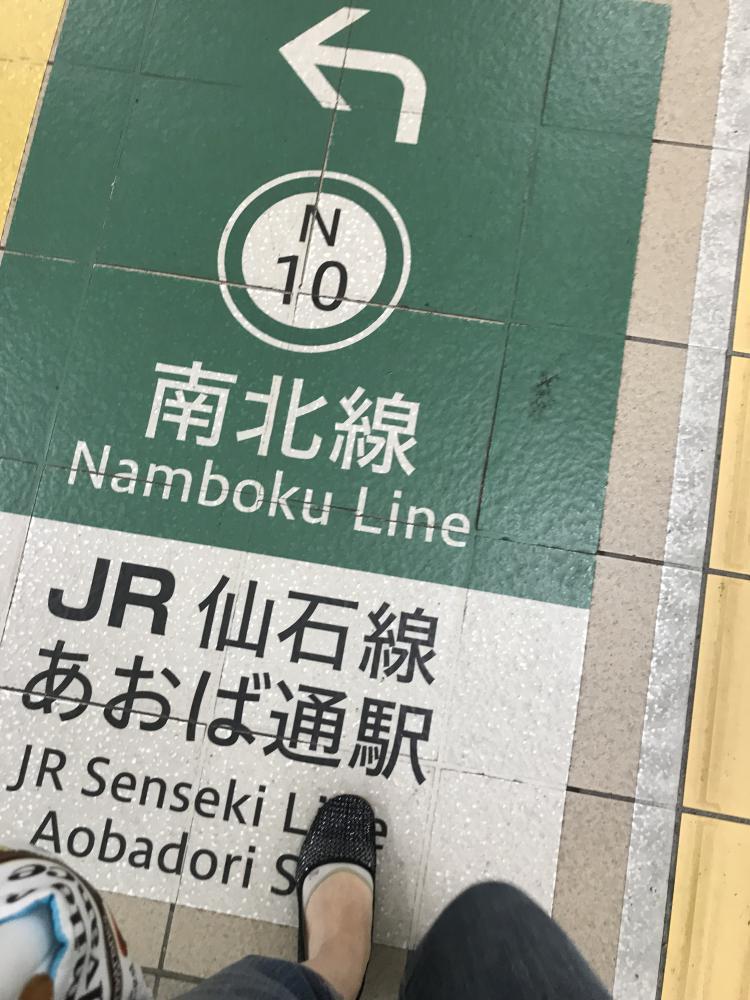 N
10
南北線
Namboku Line
JR 仙石線
あおば通駅
JR Senseki
Aobadori